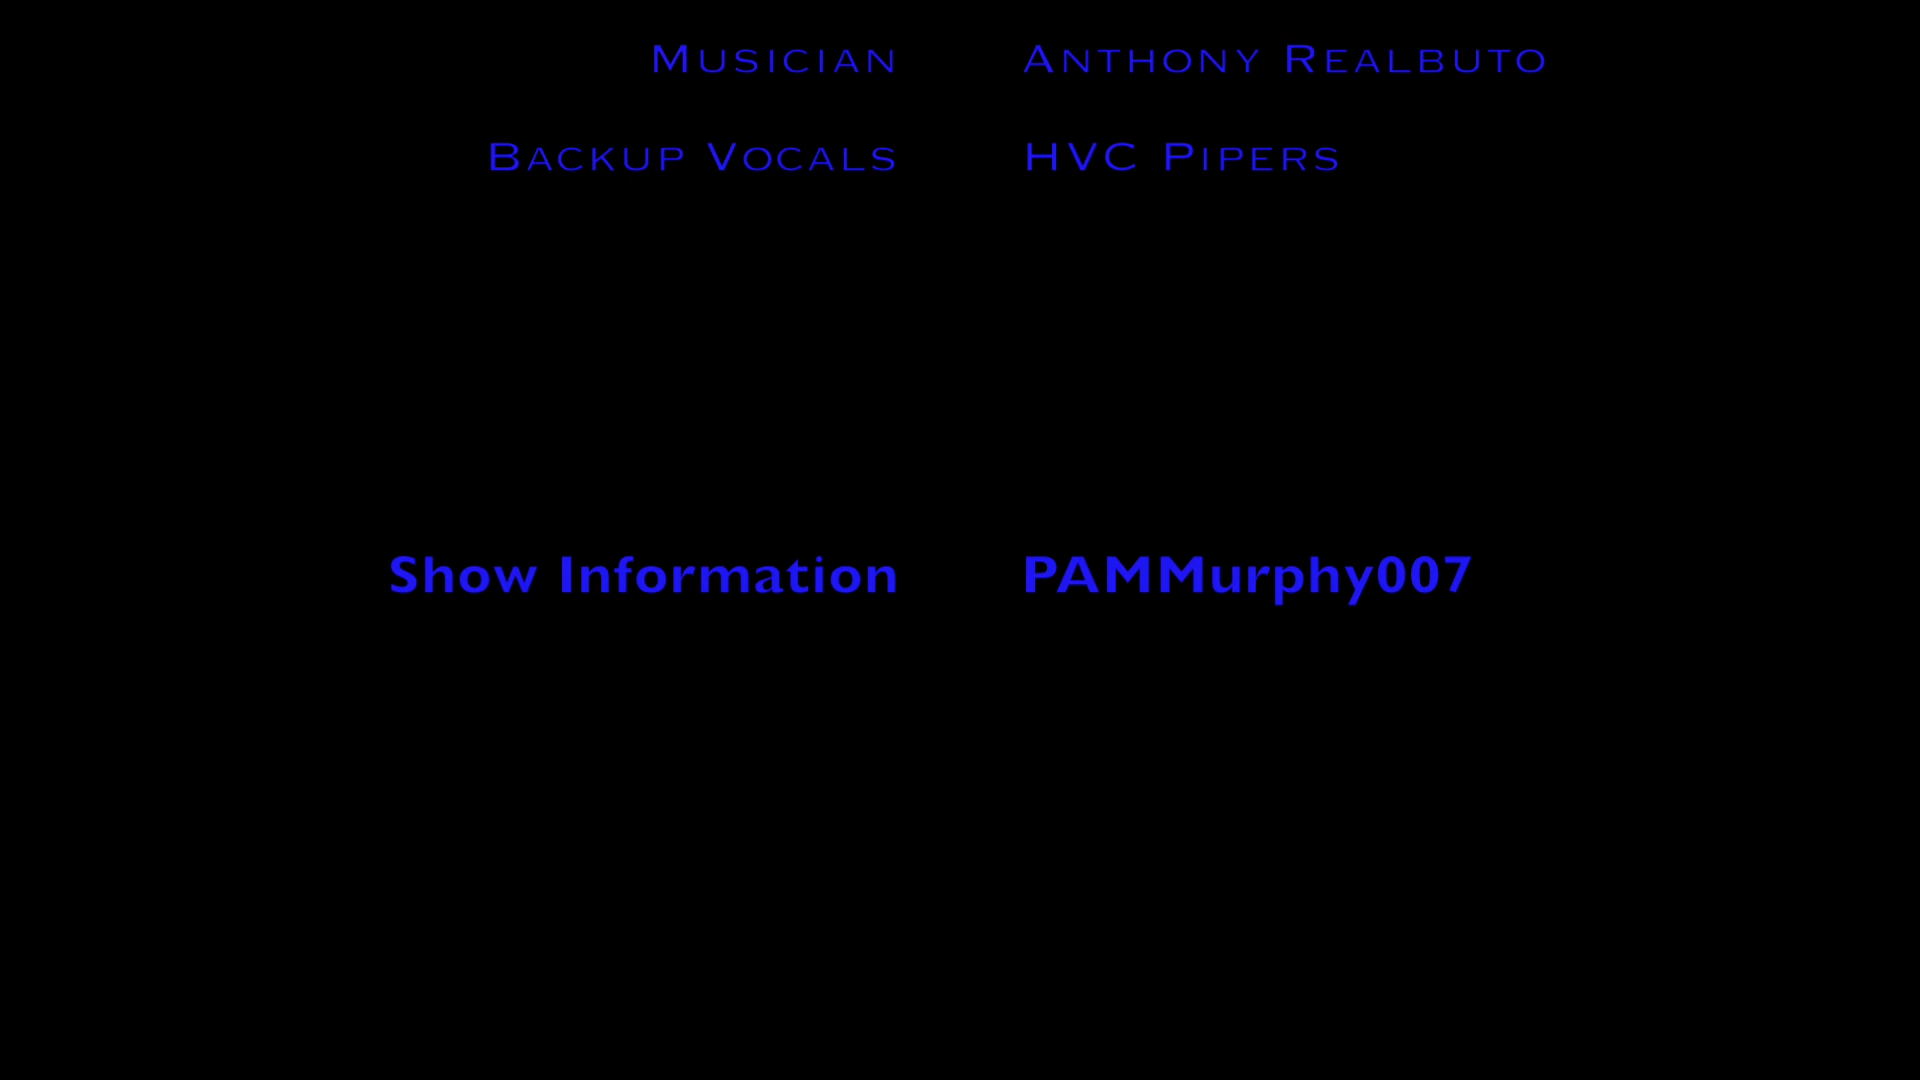 Musician Anthony Realbuto
Backup Vocals HVC Pipers
Show Information PAMMurphy007